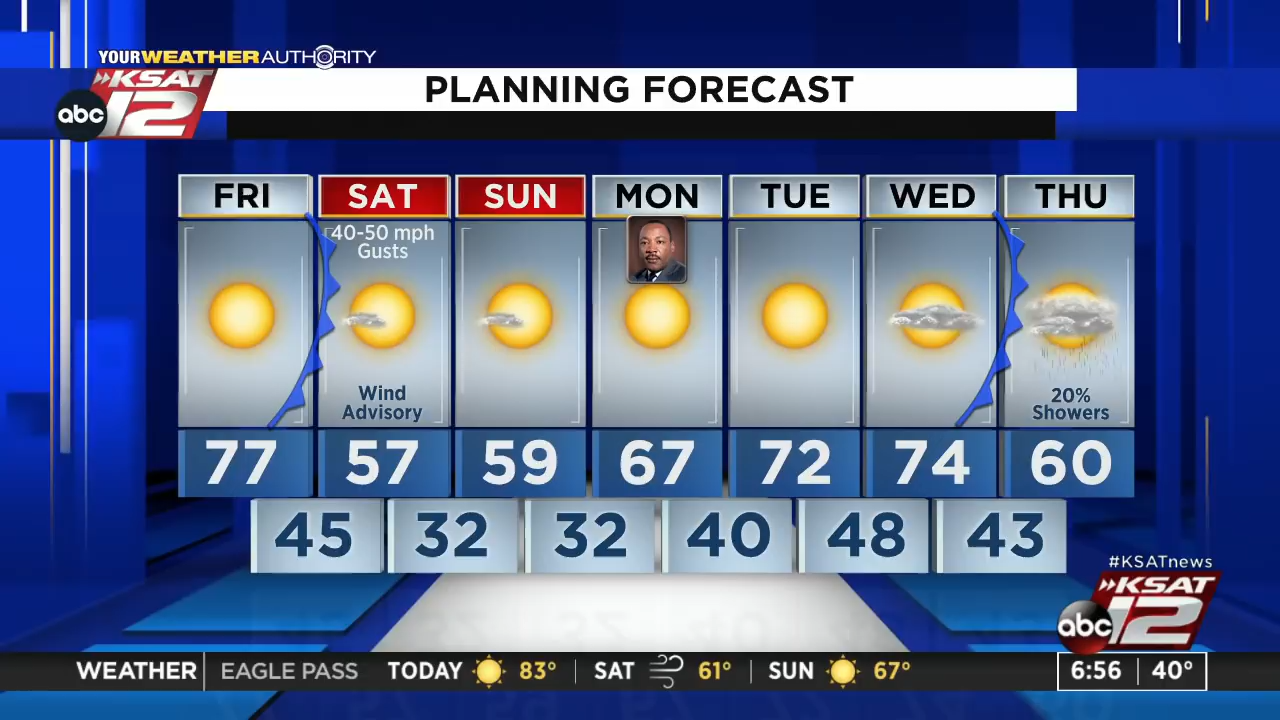 YOURWEATHERAUTHORITY
KSAT
abc 12
PLANNING FORECAST
FRI SAT SUN MON TUE WED THU
40-50 mph
Gusts
Wind
Advisory
20%
Showers
77 57 59 67 72 74 60
45 32 32 40 48 43
#KSATnews
KSAT
abc 12
WEATHER EAGLE PASS TODAY 83° SAT 61° SUN 67° 6:56 40°